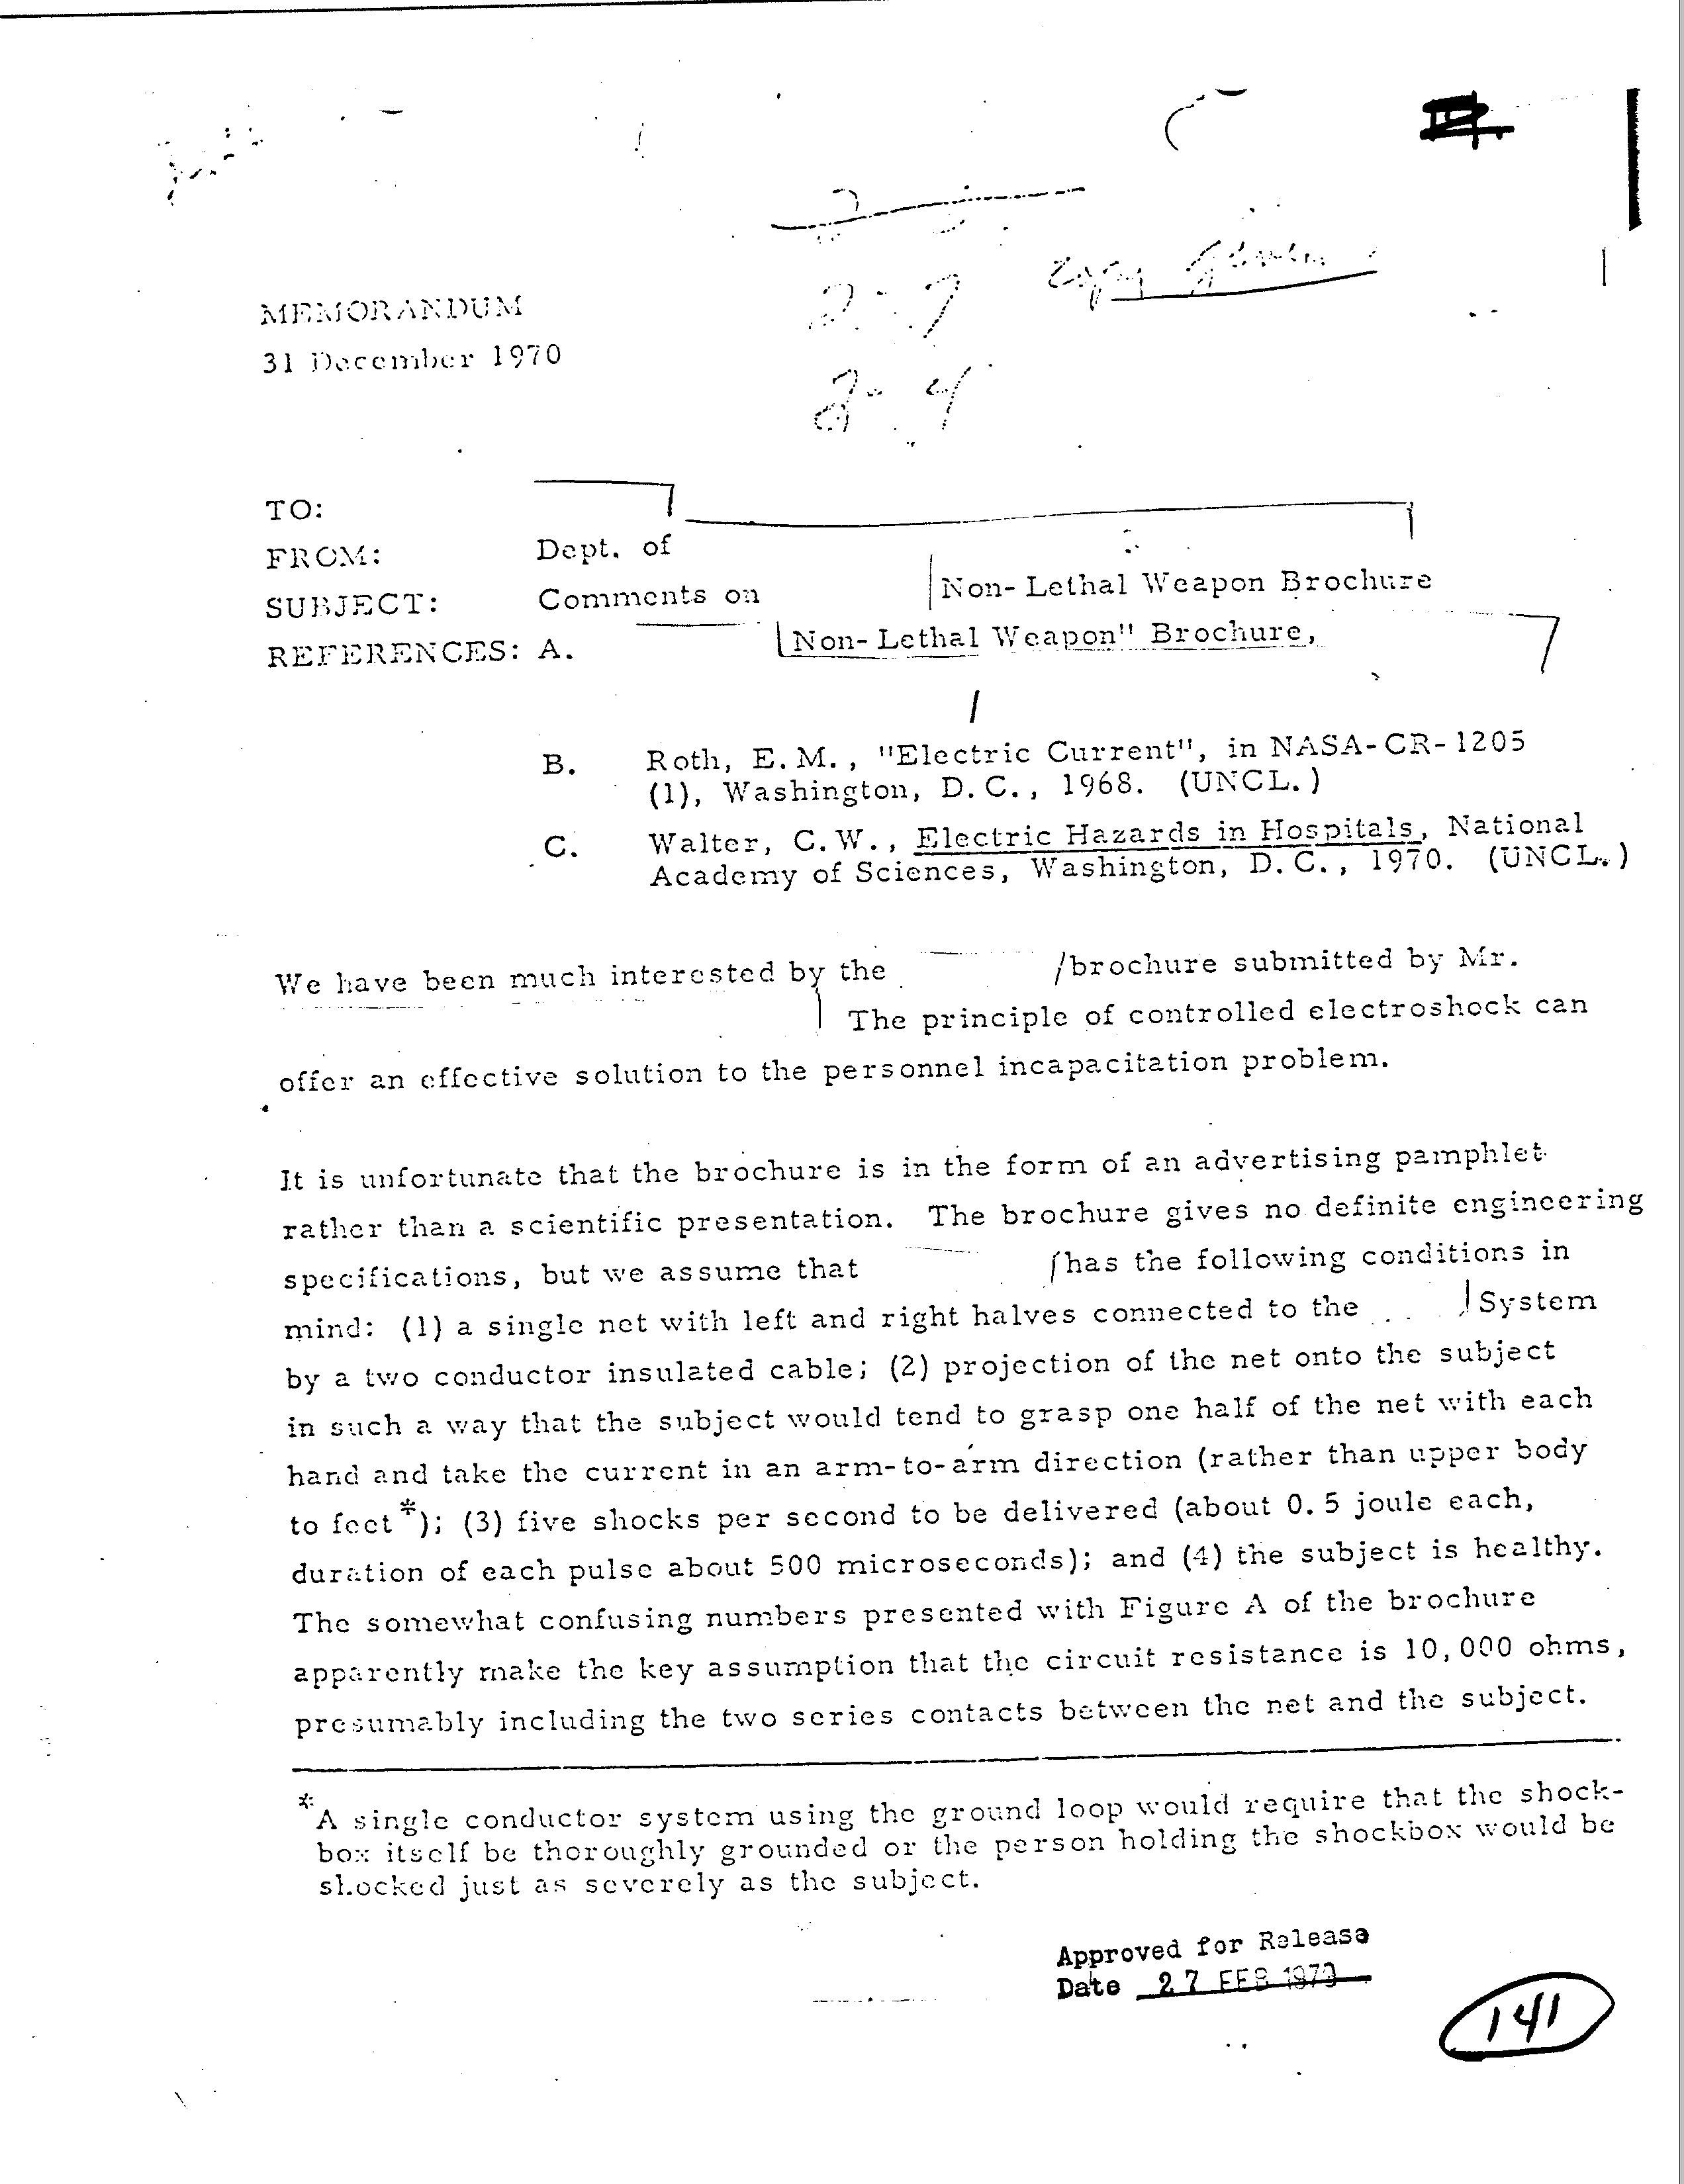 III.
copy given
2-7
2-4
MEMORANDUM
31 December 1970
TO:
FROM: Dept. of
SUBJECT: Comments on Non-Lethal Weapon Brochure
REFERENCES: A. Non-Lethal Weapon" Brochure,
B. Roth, E.M., "Electric Current", in NASA-CR-1205
(1), Washington, D.C., 1968. (UNCL.)
C. Walter, C.W., Electric Hazards in Hospitals, National
Academy of Sciences, Washington, D.C., 1970. (UNCL.)
We have been much interested by the brochure submitted by Mr.
The principle of controlled electroshock can
offer an effective solution to the personnel incapacitation problem.
It is unfortunate that the brochure is in the form of an advertising pamphlet
rather than a scientific presentation. The brochure gives no definite engineering
specifications, but we assume that has the following conditions in
mind: (1) a single net with left and right halves connected to the System
by a two conductor insulated cable; (2) projection of the net onto the subject
in such a way that the subject would tend to grasp one half of the net with each
hand and take the current in an arm-to-arm direction (rather than upper body
to feet*); (3) five shocks per second to be delivered (about 0.5 joule each,
duration of each pulse about 500 microseconds); and (4) the subject is healthy.
The somewhat confusing numbers presented with Figure A of the brochure
apparently make the key assumption that the circuit resistance is 10,000 ohms,
presumably including the two series contacts between the net and the subject.
*A single conductor system using the ground loop would require that the shock-
box itself be thoroughly grounded or the person holding the shockbox would be
shocked just as severely as the subject.
Approved for Release
Date 27 FEB 1979
141